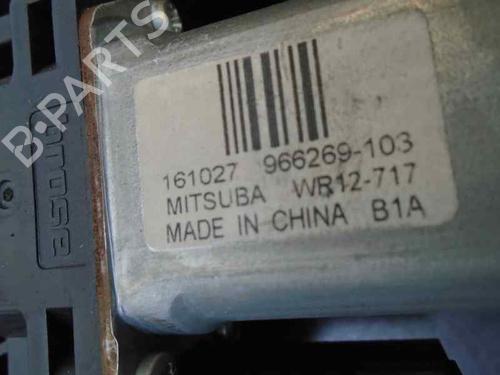 B-PARTS
brose
161027 966269-103
MITSUBA WR12-717
MADE IN CHINA B1A